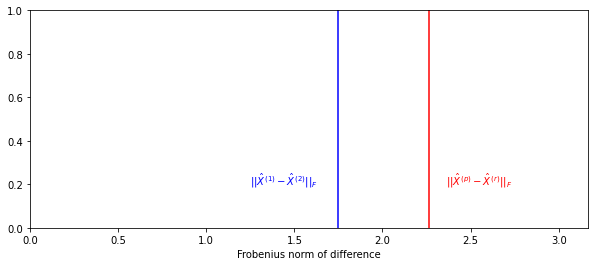 1.0
0.8
0.6
0.4
0.2
0.0
||X̂⁽¹⁾ − X̂⁽²⁾||_F
||X̂⁽ᵖ⁾ − X̂⁽ʳ⁾||_F
0.0 0.5 1.0 1.5 2.0 2.5 3.0
Frobenius norm of difference